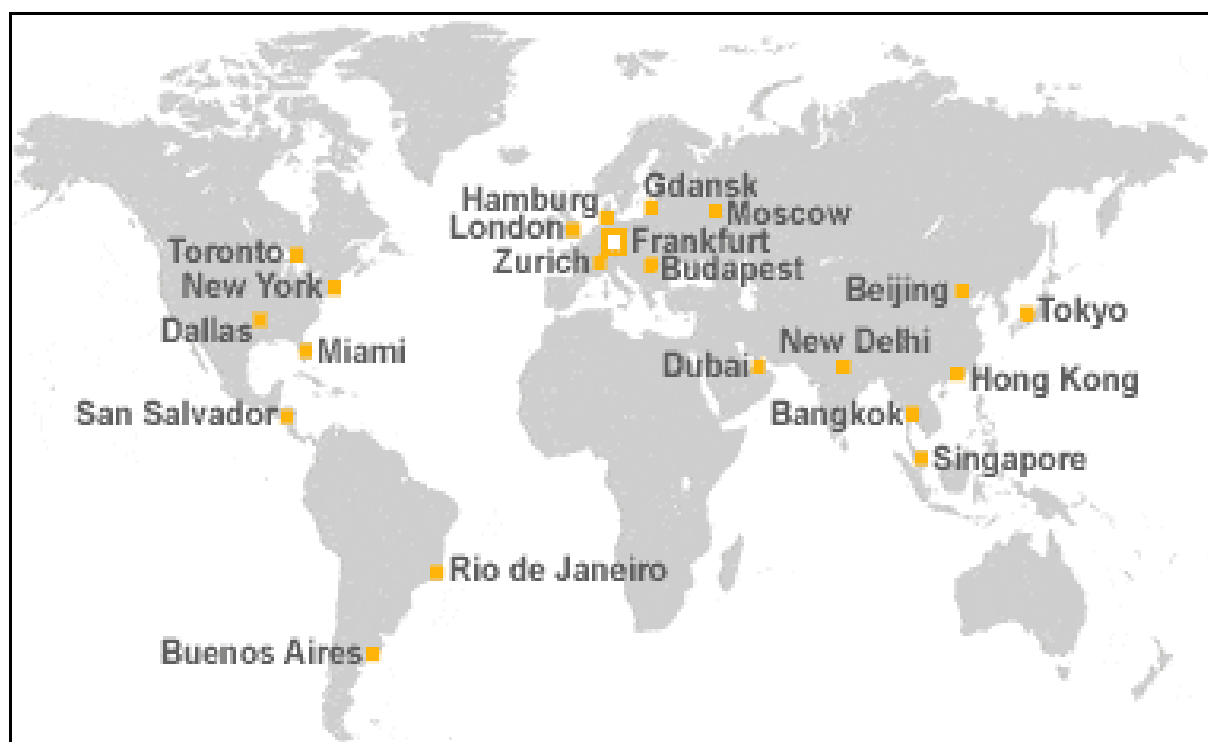 Gdansk
Hamburg
Moscow
London
Frankfurt
Toronto
Zurich
Budapest
New York
Beijing
Tokyo
Dallas
Miami
New Delhi
Dubai
Hong Kong
San Salvador
Bangkok
Singapore
Rio de Janeiro
Buenos Aires